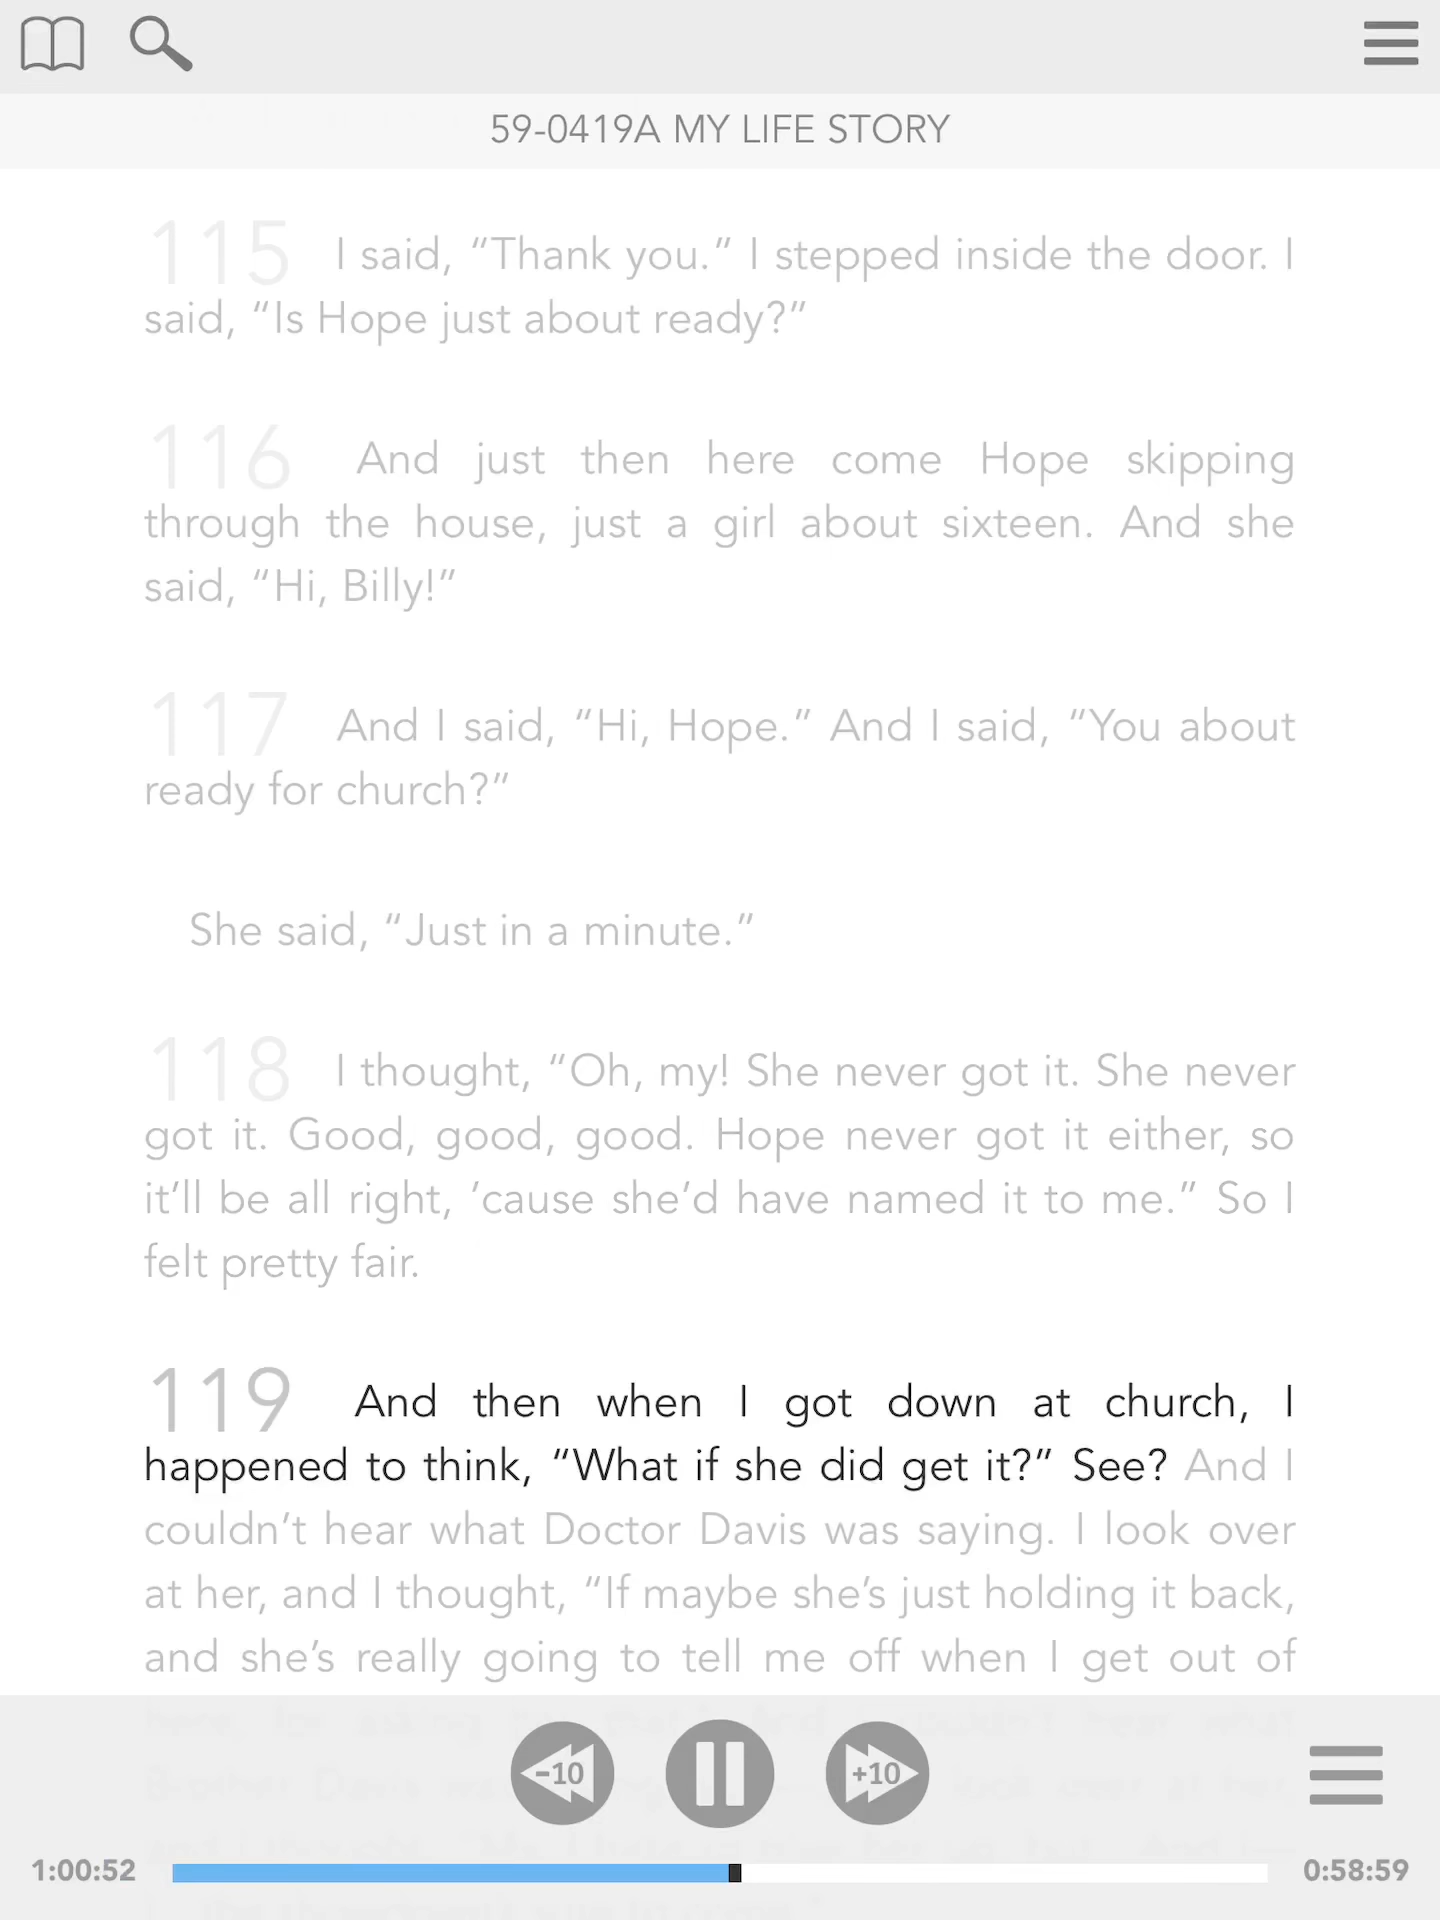 59-0419A MY LIFE STORY
115 I said, “Thank you.” I stepped inside the door. I
said, “Is Hope just about ready?”
116 And just then here come Hope skipping
through the house, just a girl about sixteen. And she
said, “Hi, Billy!”
117 And I said, “Hi, Hope.” And I said, “You about
ready for church?”
She said, “Just in a minute.”
118 I thought, “Oh, my! She never got it. She never
got it. Good, good, good. Hope never got it either, so
it’ll be all right, ’cause she’d have named it to me.” So I
felt pretty fair.
119 And then when I got down at church, I
happened to think, “What if she did get it?” See? And I
couldn’t hear what Doctor Davis was saying. I look over
at her, and I thought, “If maybe she’s just holding it back,
and she’s really going to tell me off when I get out of
-10 +10
1:00:52 0:58:59